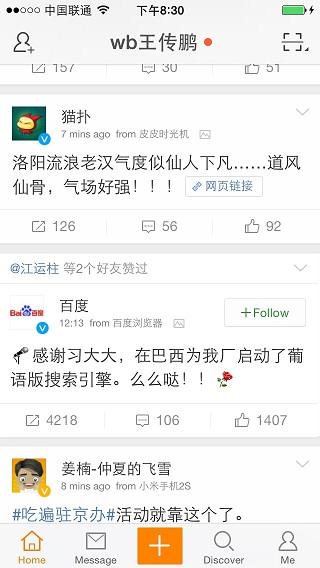 中国联通 下午8:30
wb王传鹏
157 30 51
猫扑
7 mins ago from 皮皮时光机
洛阳流浪老汉气度似仙人下凡……道风
仙骨，气场好强！！！ 网页链接
126 56 92
@江运柱 等2个好友赞过
Bai 百度
百度
12:13 from 百度浏览器
+Follow
感谢习大大，在巴西为我厂启动了葡
语版搜索引擎。么么哒！！
4218 106 1407
姜楠-仲夏的飞雪
8 mins ago from 小米手机2S
#吃遍驻京办#活动就靠这个了。
Home Message Discover Me